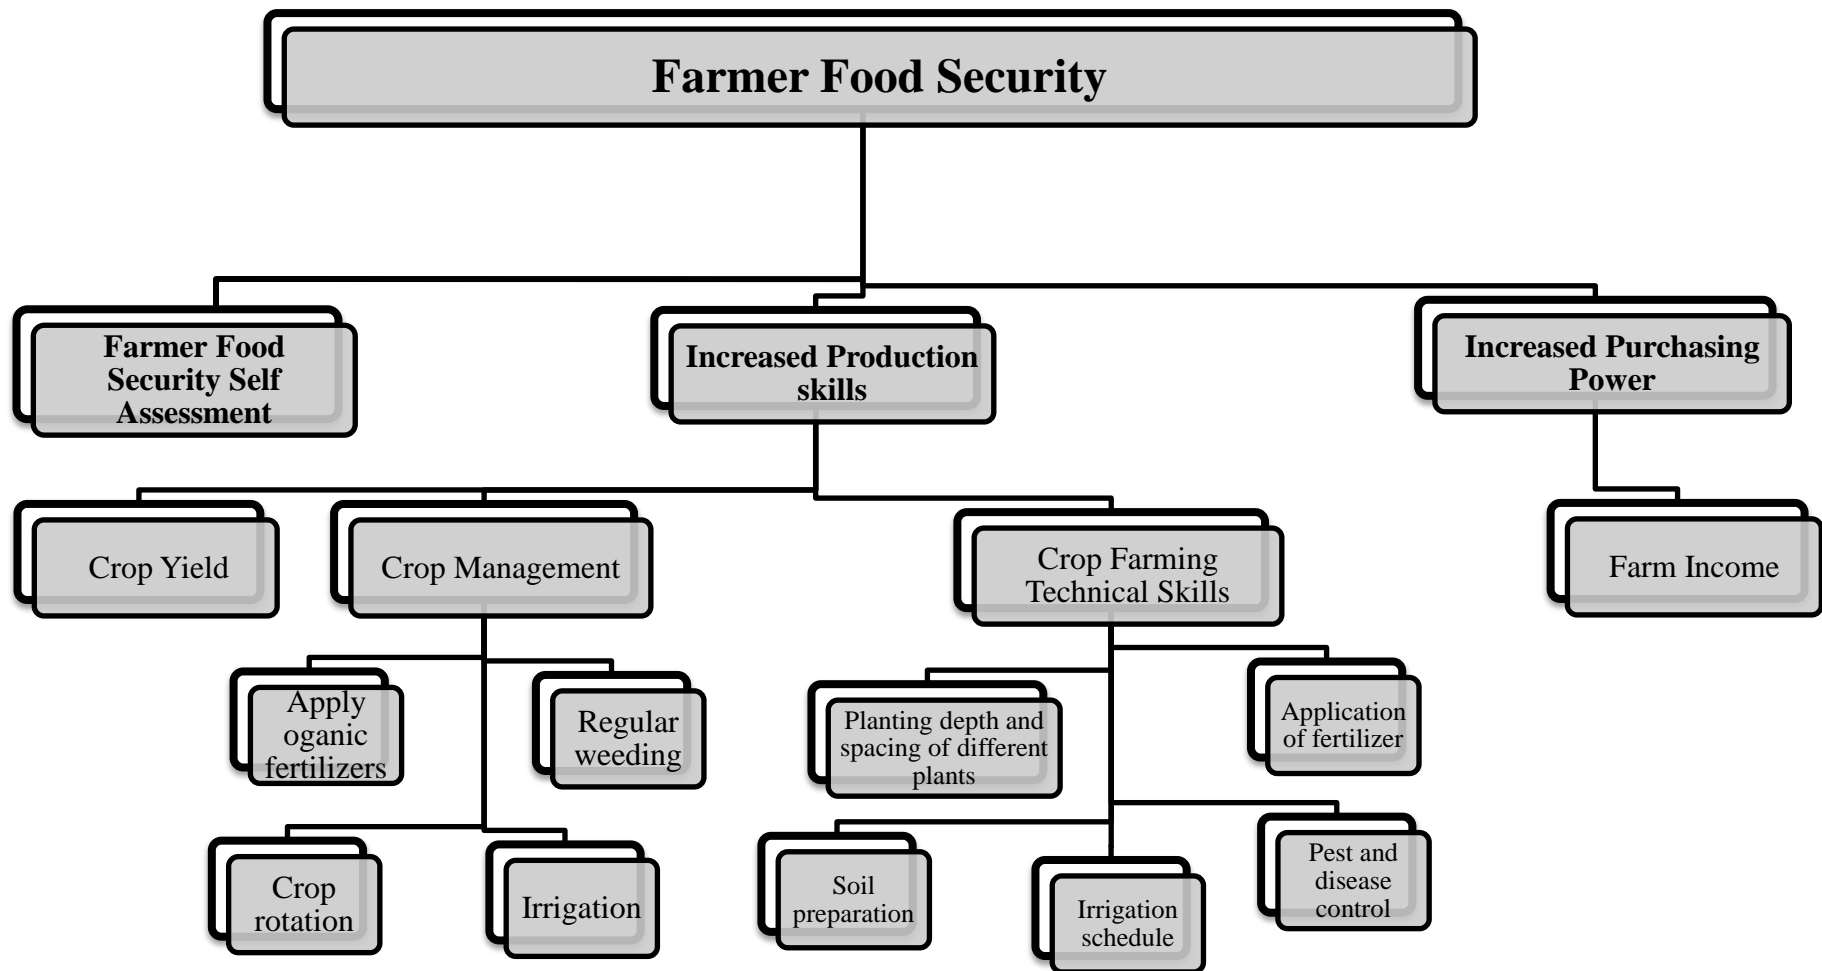 Farmer Food Security
Farmer Food
Security Self
Assessment
Increased Production
skills
Increased Purchasing
Power
Crop Yield
Crop Management
Crop Farming
Technical Skills
Farm Income
Apply
oganic
fertilizers
Regular
weeding
Planting depth and
spacing of different
plants
Application
of fertilizer
Crop
rotation
Irrigation
Soil
preparation
Irrigation
schedule
Pest and
disease
control